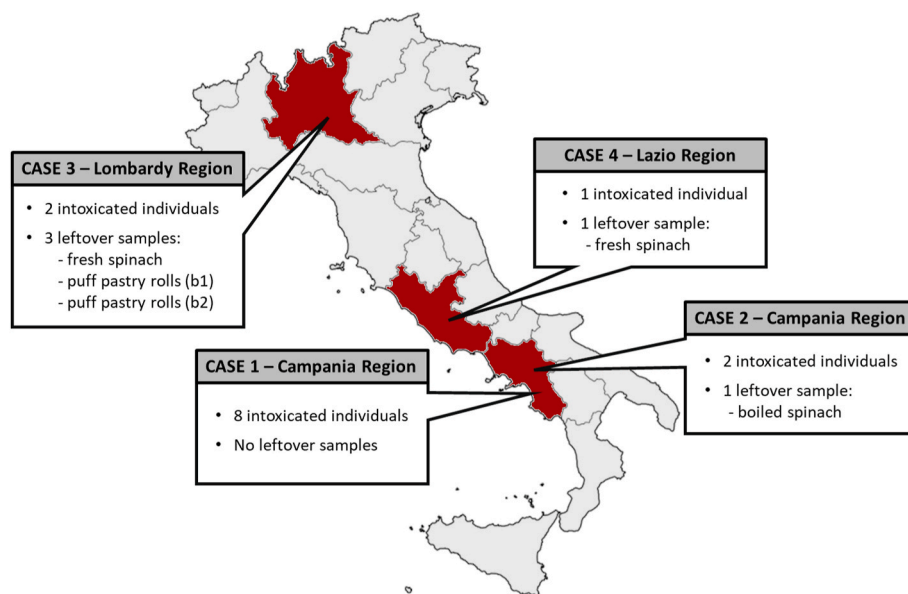 CASE 3 – Lombardy Region
• 2 intoxicated individuals
• 3 leftover samples:
- fresh spinach
- puff pastry rolls (b1)
- puff pastry rolls (b2)
CASE 4 – Lazio Region
• 1 intoxicated individual
• 1 leftover sample:
- fresh spinach
CASE 2 – Campania Region
• 2 intoxicated individuals
• 1 leftover sample:
- boiled spinach
CASE 1 – Campania Region
• 8 intoxicated individuals
• No leftover samples